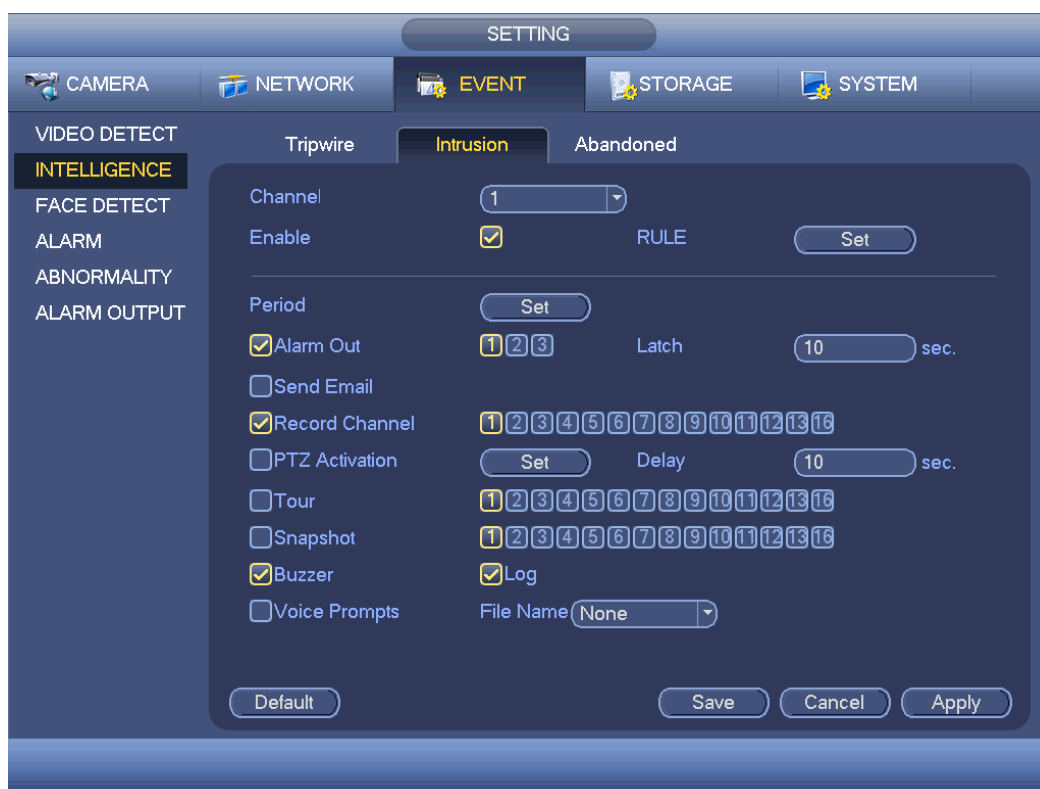 SETTING
CAMERA NETWORK EVENT STORAGE SYSTEM
VIDEO DETECT
INTELLIGENCE
FACE DETECT
ALARM
ABNORMALITY
ALARM OUTPUT
Tripwire Intrusion Abandoned
Channel 1
Enable RULE Set
Period Set
Alarm Out 1 2 3 Latch 10 sec.
Send Email
Record Channel 1 2 3 4 5 6 7 8 9 10 11 12 13 16
PTZ Activation Set Delay 10 sec.
Tour 1 2 3 4 5 6 7 8 9 10 11 12 13 16
Snapshot 1 2 3 4 5 6 7 8 9 10 11 12 13 16
Buzzer Log
Voice Prompts File Name None
Default Save Cancel Apply